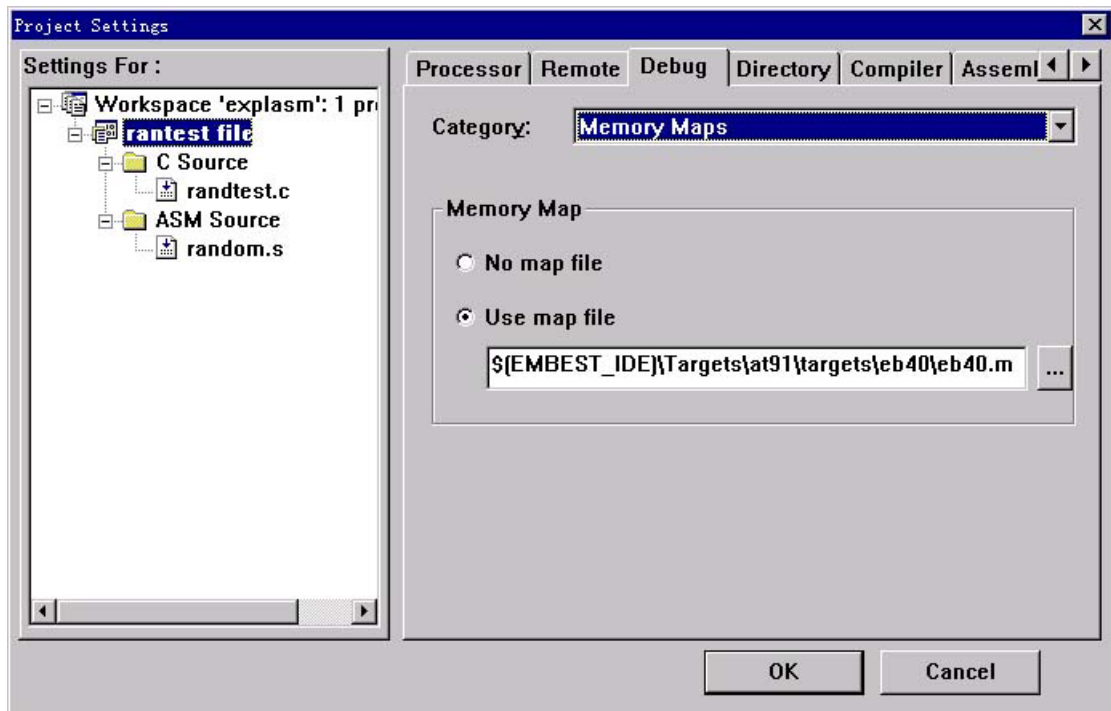 Project Settings
Settings For :
Workspace 'explasm': 1 pr
rantest file
C Source
randtest.c
ASM Source
random.s
Processor Remote Debug Directory Compiler Asseml
Category: Memory Maps
Memory Map
No map file
Use map file
$(EMBEST_IDE)\Targets\at91\targets\eb40\eb40.m
...
OK Cancel